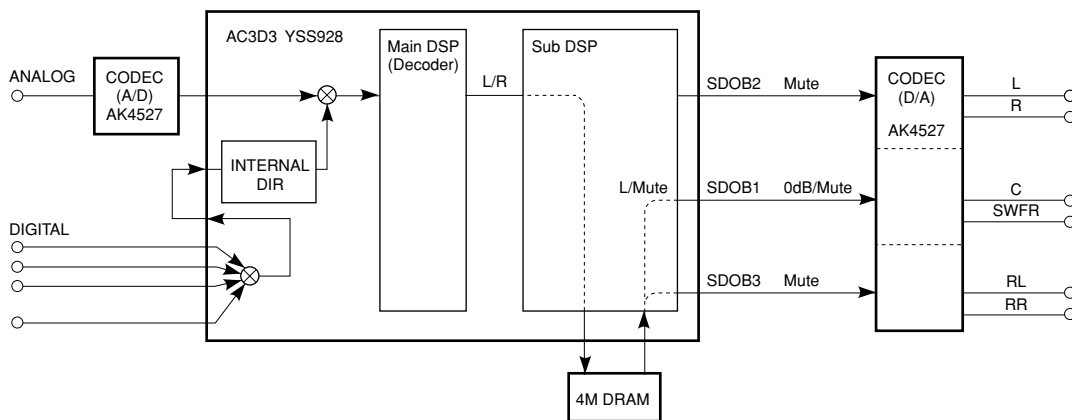 AC3D3 YSS928
ANALOG
CODEC
(A/D)
AK4527
Main DSP
(Decoder)
L/R
Sub DSP
SDOB2 Mute
CODEC
(D/A)
AK4527
L
R
INTERNAL
DIR
L/Mute
SDOB1 0dB/Mute
C
SWFR
DIGITAL
SDOB3 Mute
RL
RR
4M DRAM